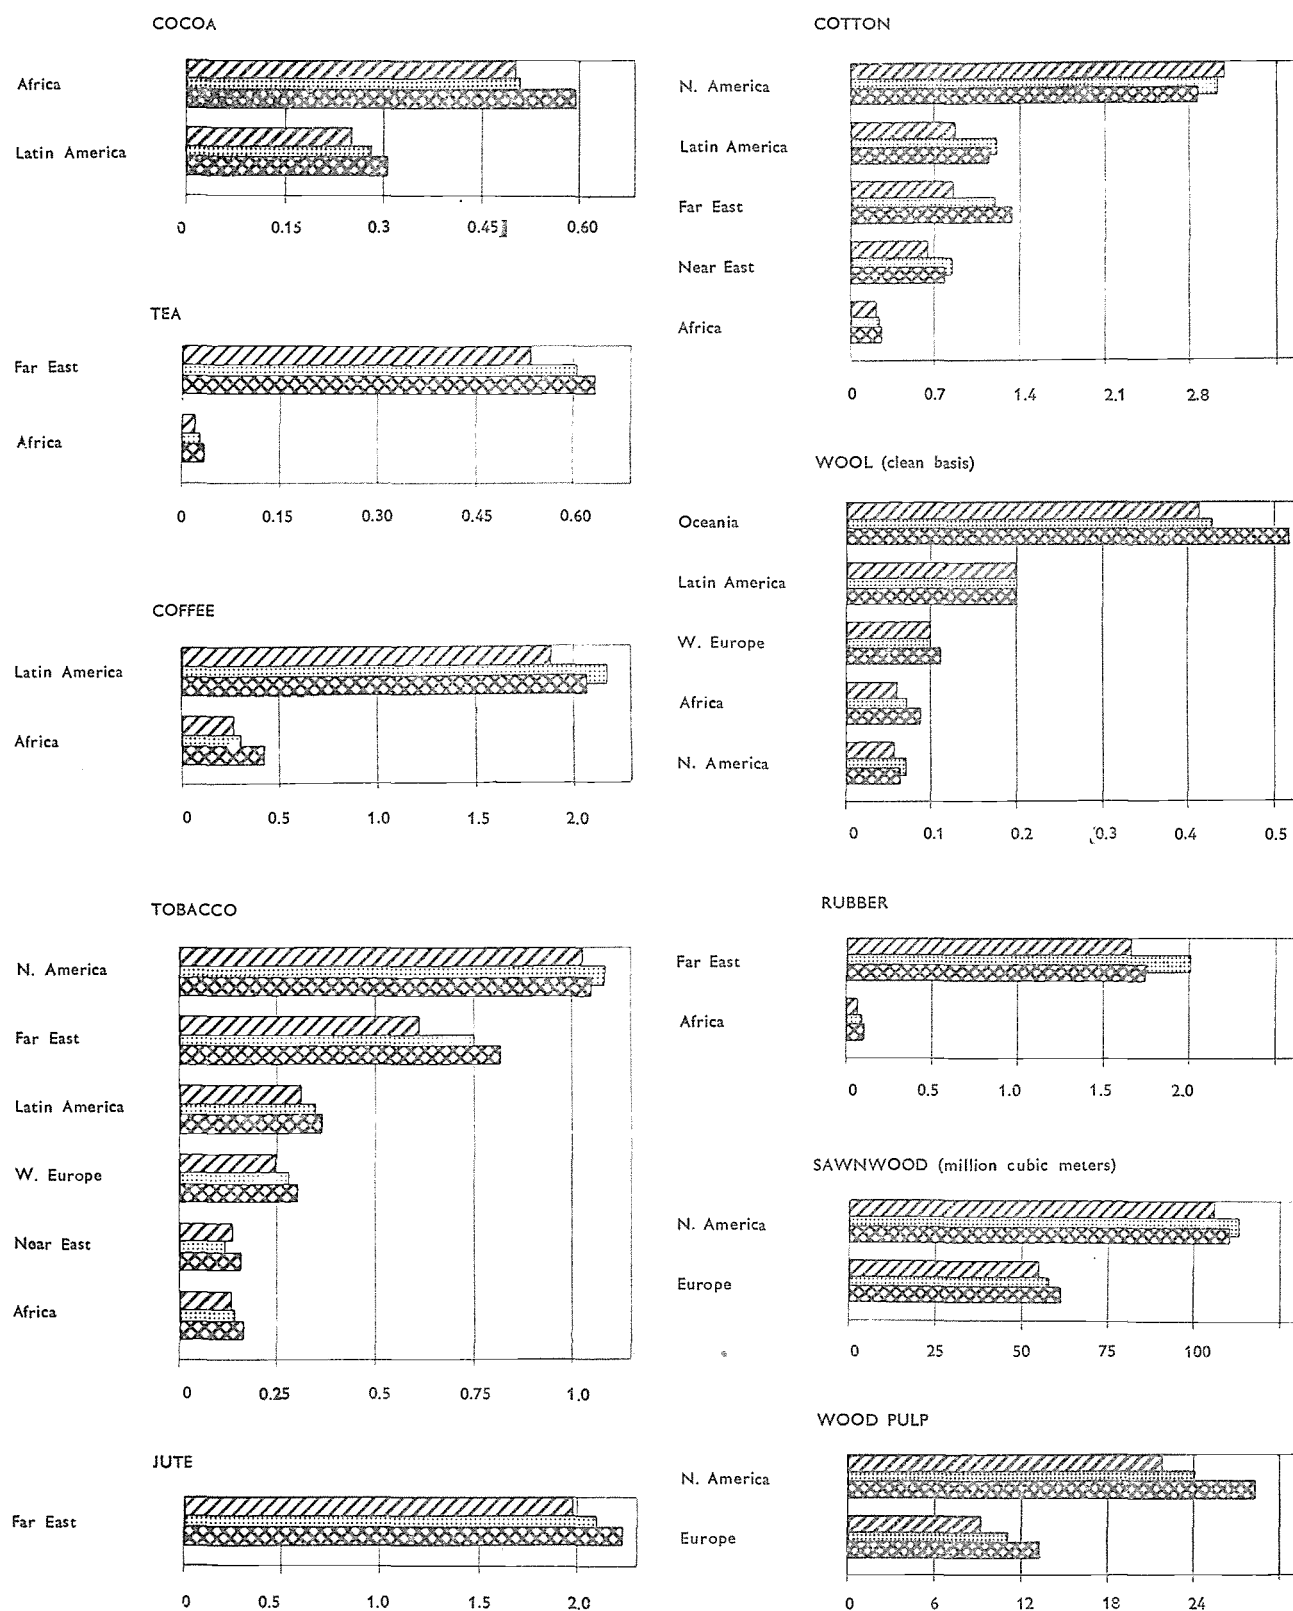 COCOA
Africa
Latin America
0 0.15 0.3 0.45 0.60
TEA
Far East
Africa
0 0.15 0.30 0.45 0.60
COFFEE
Latin America
Africa
0 0.5 1.0 1.5 2.0
TOBACCO
N. America
Far East
Latin America
W. Europe
Near East
Africa
0 0.25 0.5 0.75 1.0
JUTE
Far East
0 0.5 1.0 1.5 2.0
COTTON
N. America
Latin America
Far East
Near East
Africa
0 0.7 1.4 2.1 2.8
WOOL (clean basis)
Oceania
Latin America
W. Europe
Africa
N. America
0 0.1 0.2 0.3 0.4 0.5
RUBBER
Far East
Africa
0 0.5 1.0 1.5 2.0
SAWNWOOD (million cubic meters)
N. America
Europe
0 25 50 75 100
WOOD PULP
N. America
Europe
0 6 12 18 24